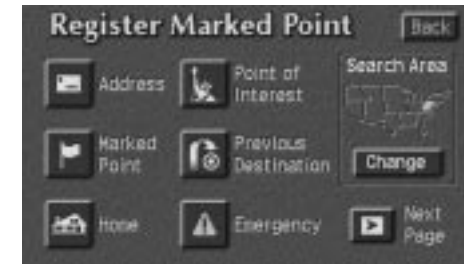 Register Marked Point
Back
Address
Point of
Interest
Search Area
Marked
Point
Previous
Destination
Change
Home
Emergency
Next
Page